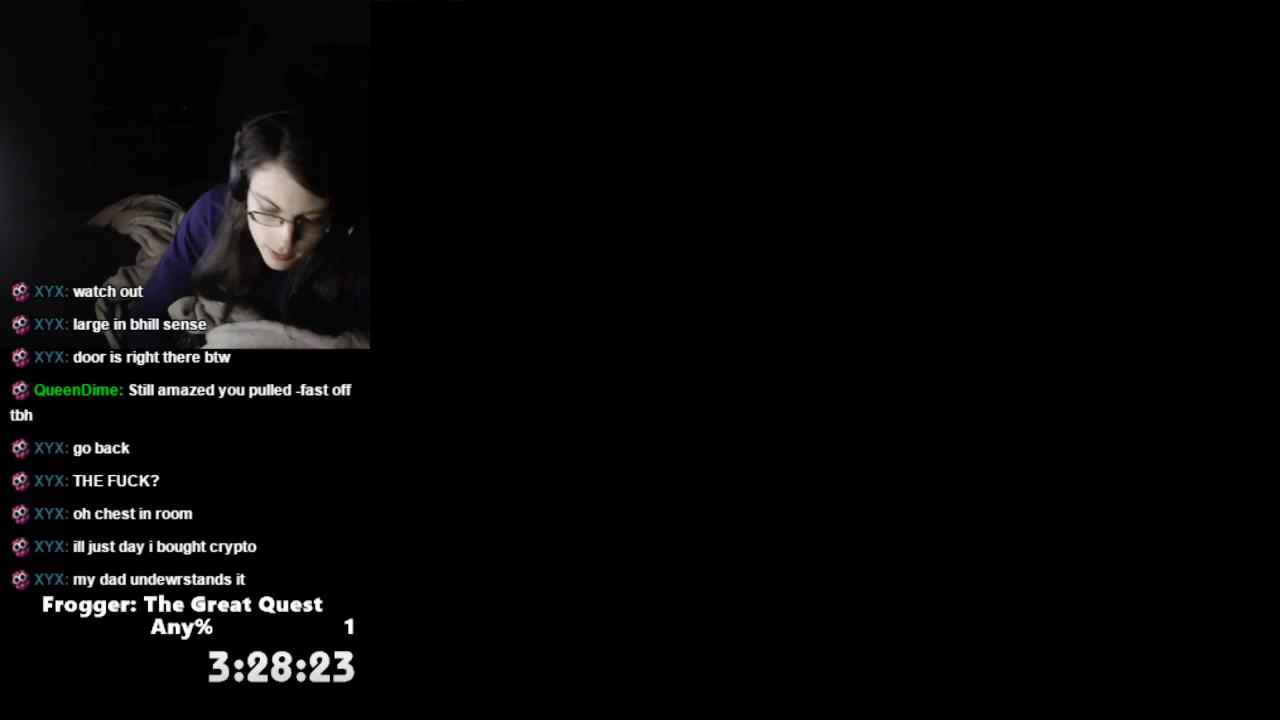 XYX: watch out
XYX: large in bhill sense
XYX: door is right there btw
QueenDime: Still amazed you pulled -fast off
tbh
XYX: go back
XYX: THE FUCK?
XYX: oh chest in room
XYX: ill just day i bought crypto
XYX: my dad undewrstands it
Frogger: The Great Quest
Any% 1
3:28:23